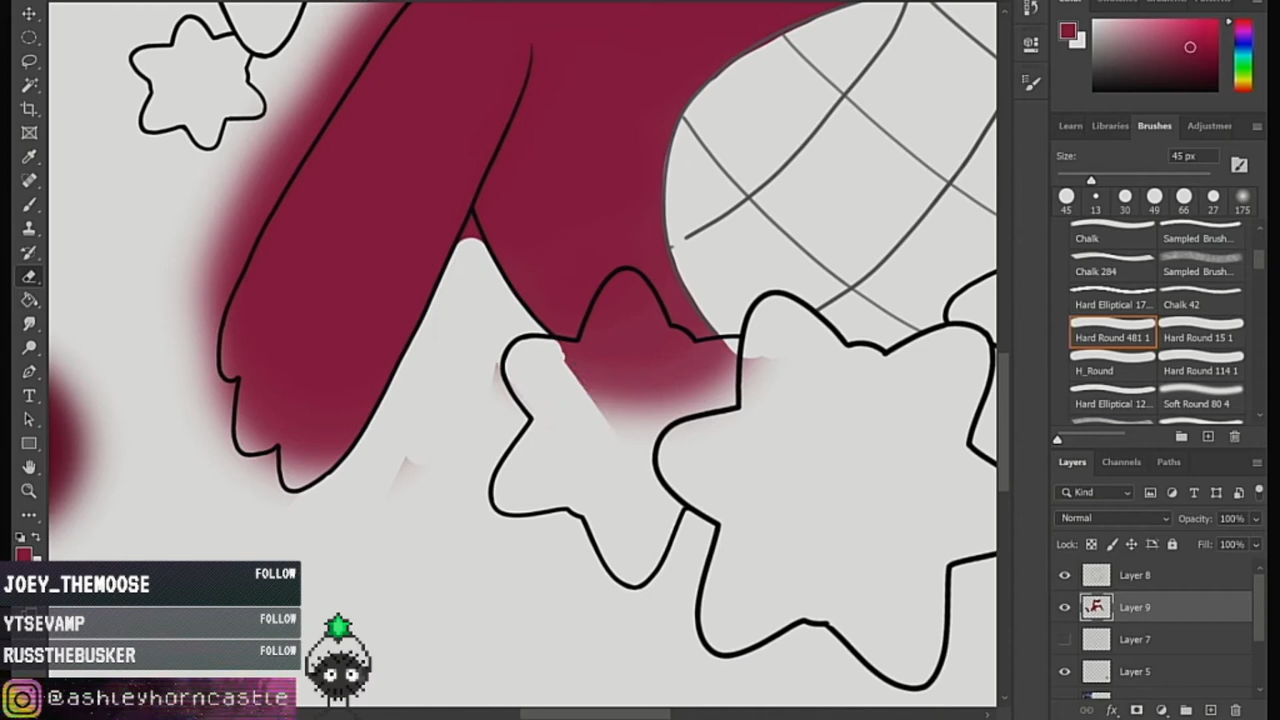 Learn Libraries Brushes Adjustmer
Size: 45 px
45 13 30 49 66 27 175
Chalk Sampled Brush...
Chalk 284 Sampled Brush...
Hard Elliptical 17... Chalk 42
Hard Round 481 1 Hard Round 15 1
H_Round Hard Round 114 1
Hard Elliptical 12... Soft Round 80 4
Layers Channels Paths
Kind
Normal Opacity: 100%
Lock: Fill: 100%
Layer 8
Layer 9
Layer 7
Layer 5
JOEY_THEMOOSE FOLLOW
YTSEVAMP FOLLOW
RUSSTHEBUSKER FOLLOW
@ashleyhorncastle